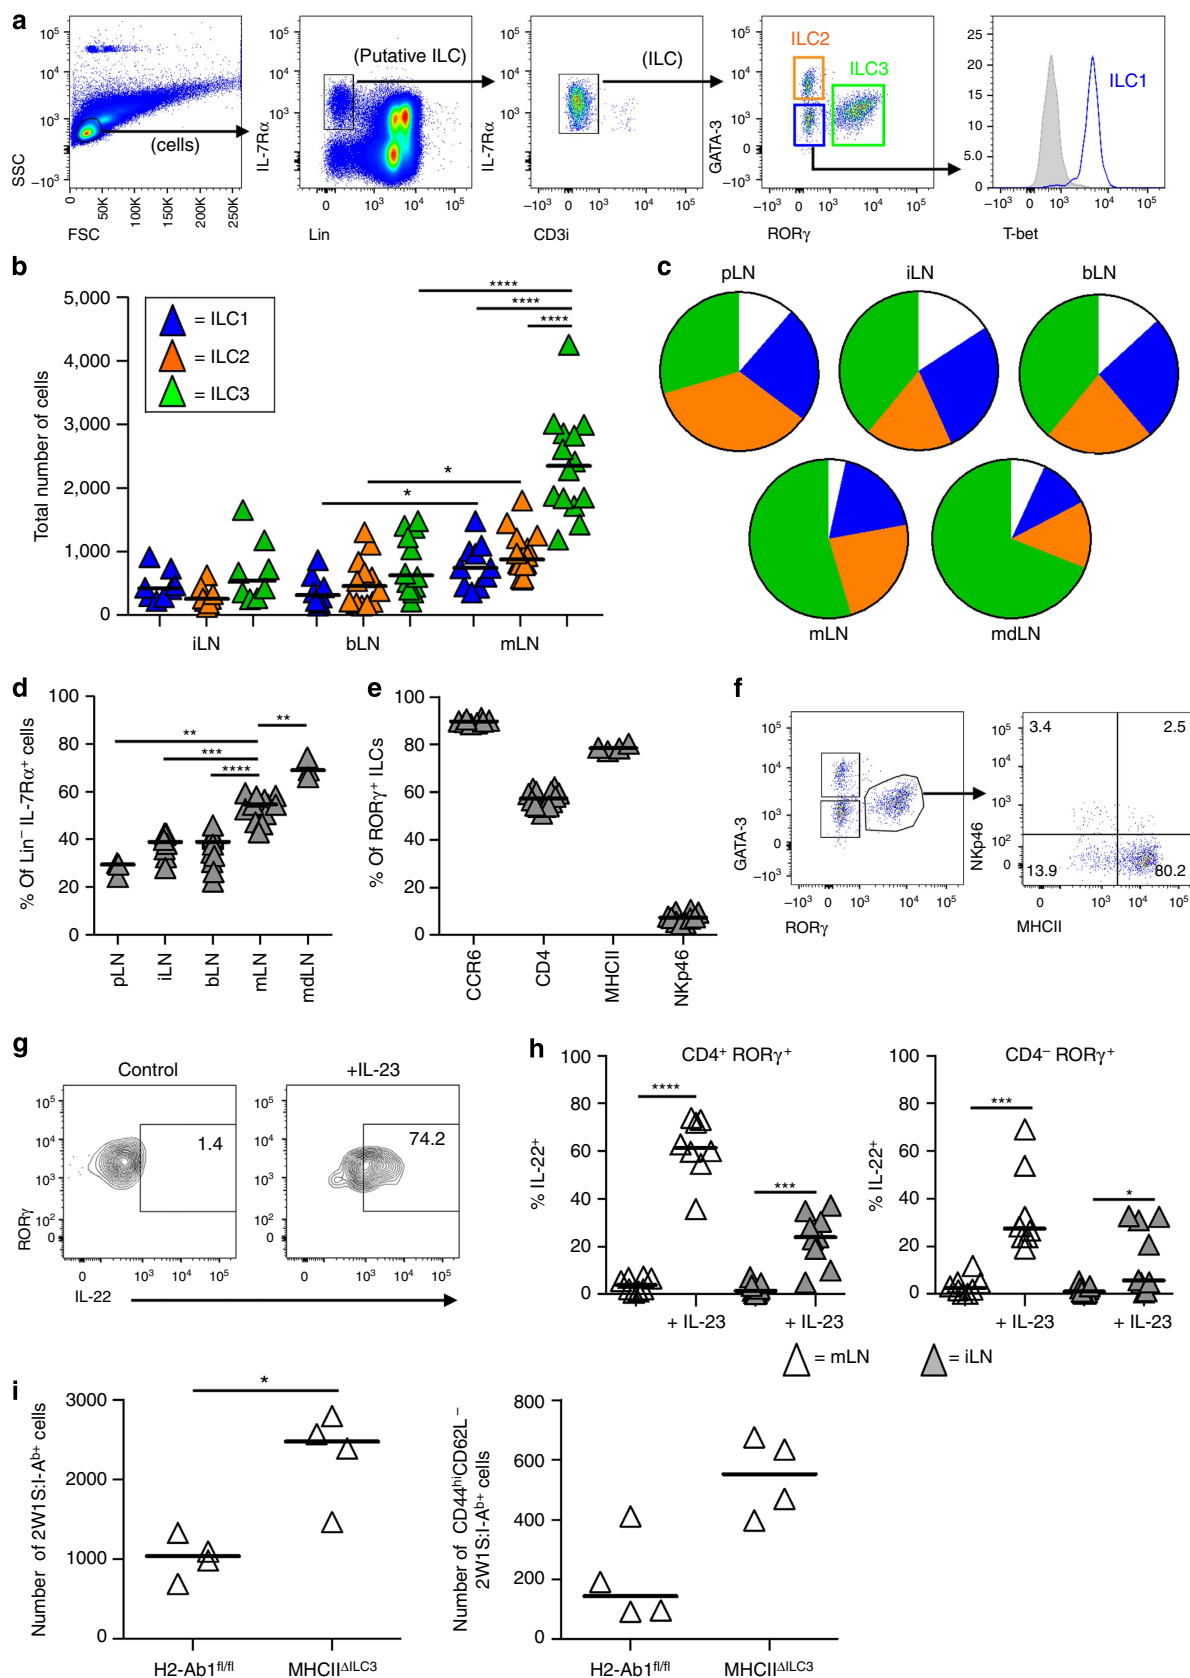 a
SSC
10⁵
10⁴
10³
0
−10³
(cells)
0
50K
100K
150K
200K
250K
FSC
IL-7Rα
10⁵
10⁴
10³
0
−10³
(Putative ILC)
0
10³
10⁴
10⁵
Lin
IL-7Rα
10⁵
10⁴
10³
0
−10³
(ILC)
0
10³
10⁴
10⁵
CD3i
GATA-3
10⁵
10⁴
10³
0
−10³
ILC2
ILC3
−10³
0
10³
10⁴
10⁵
RORγ
25
20
15
10
5.0
0
ILC1
−10³
10³
10⁴
10⁵
T-bet
b
Total number of cells
5,000
4,000
3,000
2,000
1,000
0
= ILC1
= ILC2
= ILC3
****
****
****
*
*
iLN
bLN
mLN
c
pLN
iLN
bLN
mLN
mdLN
d
% Of Lin⁻ IL-7Rα⁺ cells
100
80
60
40
20
0
**
**
***
****
pLN
iLN
bLN
mLN
mdLN
e
% Of RORγ⁺ ILCs
100
80
60
40
20
0
CCR6
CD4
MHCII
NKp46
f
GATA-3
10⁵
10⁴
10³
0
−10³
−10³
0
10³
10⁴
10⁵
RORγ
NKp46
10⁵
10⁴
10³
10²
0
3.4
2.5
13.9
80.2
0
10³
10⁴
10⁵
MHCII
g
Control
+IL-23
RORγ
10⁵
10⁴
10³
10²
0
1.4
0
10³
10⁴
10⁵
10⁵
10⁴
10³
10²
0
74.2
0
10³
10⁴
10⁵
IL-22
h
CD4⁺ RORγ⁺
% IL-22⁺
100
80
60
40
20
0
****
***
+ IL-23
+ IL-23
CD4⁻ RORγ⁺
% IL-22⁺
100
80
60
40
20
0
***
*
+ IL-23
+ IL-23
= mLN
= iLN
i
Number of 2W1S:I-Aᵇ⁺ cells
3000
2000
1000
0
*
H2-Ab1ᶠˡ/ᶠˡ
MHCIIᐃILC3
Number of CD44ʰⁱCD62L⁻
2W1S:I-Aᵇ⁺ cells
800
600
400
200
0
H2-Ab1ᶠˡ/ᶠˡ
MHCIIᐃILC3